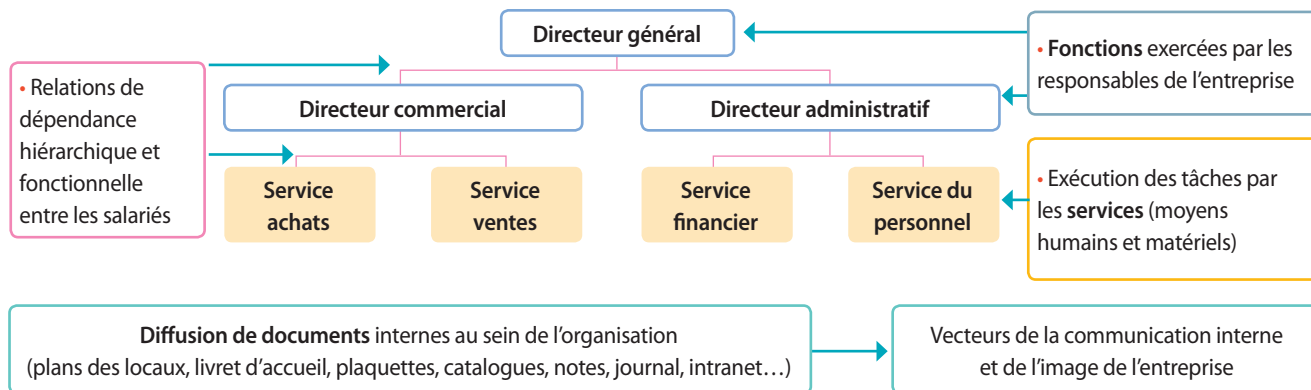 Directeur général
• Fonctions exercées par les
responsables de l’entreprise
• Relations de
dépendance
hiérarchique et
fonctionnelle
entre les salariés
Directeur commercial
Directeur administratif
Service
achats
Service
ventes
Service
financier
Service du
personnel
• Exécution des tâches par
les services (moyens
humains et matériels)
Diffusion de documents internes au sein de l’organisation
(plans des locaux, livret d’accueil, plaquettes, catalogues, notes, journal, intranet…)
Vecteurs de la communication interne
et de l’image de l’entreprise